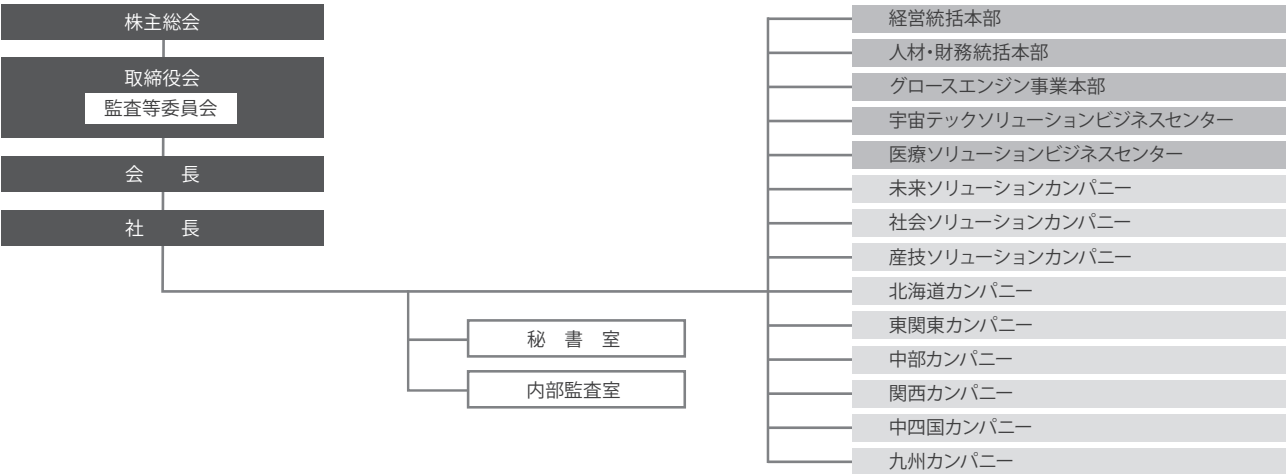 株主総会
取締役会
監査等委員会
会　　長
社　　長
秘　書　室
内部監査室
経営統括本部
人材・財務統括本部
グロースエンジン事業本部
宇宙テックソリューションビジネスセンター
医療ソリューションビジネスセンター
未来ソリューションカンパニー
社会ソリューションカンパニー
産技ソリューションカンパニー
北海道カンパニー
東関東カンパニー
中部カンパニー
関西カンパニー
中四国カンパニー
九州カンパニー